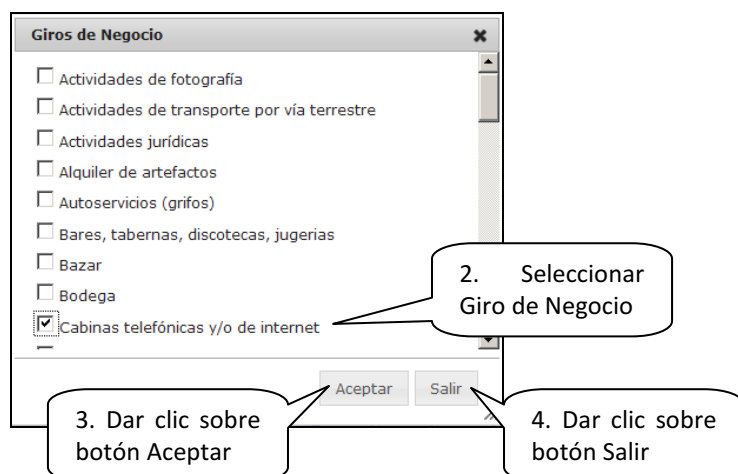 Giros de Negocio
Actividades de fotografía
Actividades de transporte por vía terrestre
Actividades jurídicas
Alquiler de artefactos
Autoservicios (grifos)
Bares, tabernas, discotecas, jugerias
Bazar
Bodega
Cabinas telefónicas y/o de internet
2. Seleccionar
Giro de Negocio
Aceptar Salir
3. Dar clic sobre
botón Aceptar
4. Dar clic sobre
botón Salir